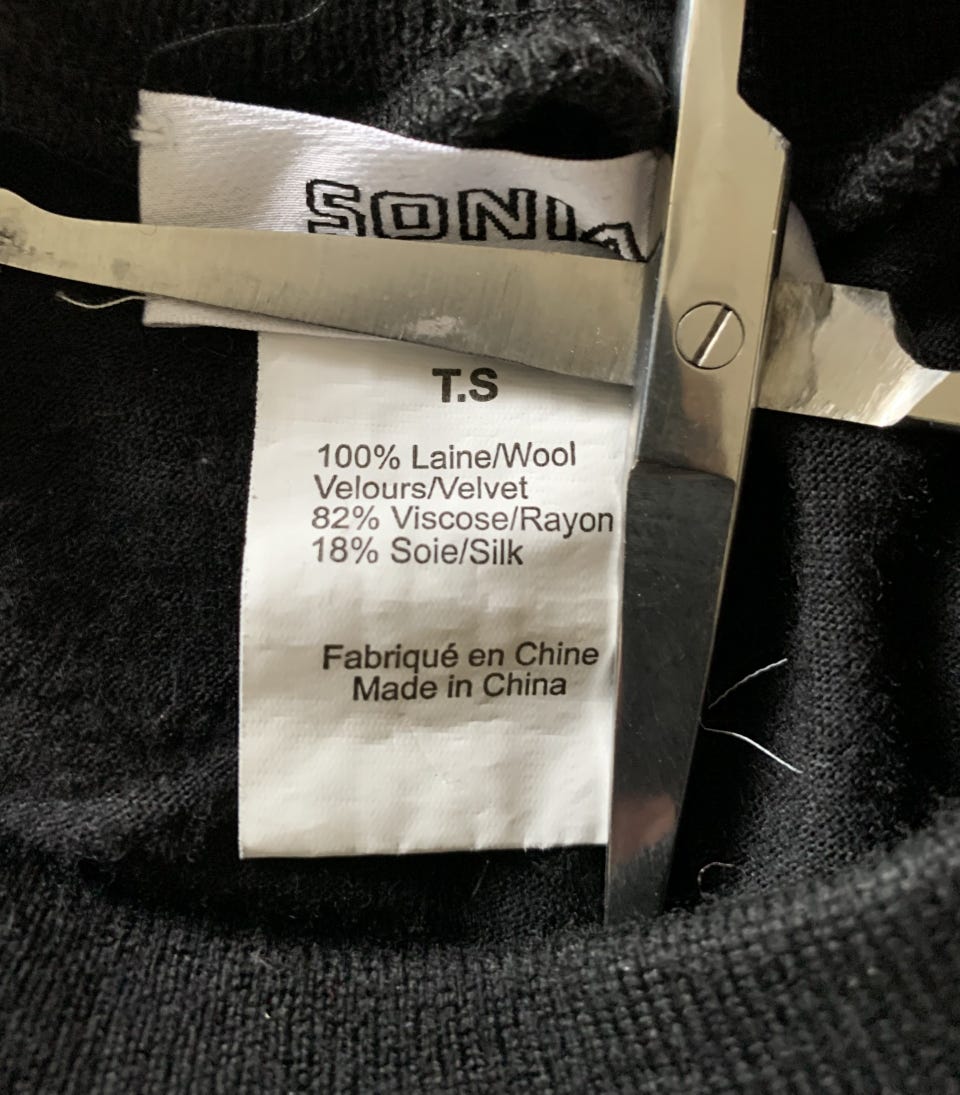 SONIA
T.S
100% Laine/Wool
Velours/Velvet
82% Viscose/Rayon
18% Soie/Silk
Fabriqué en Chine
Made in China